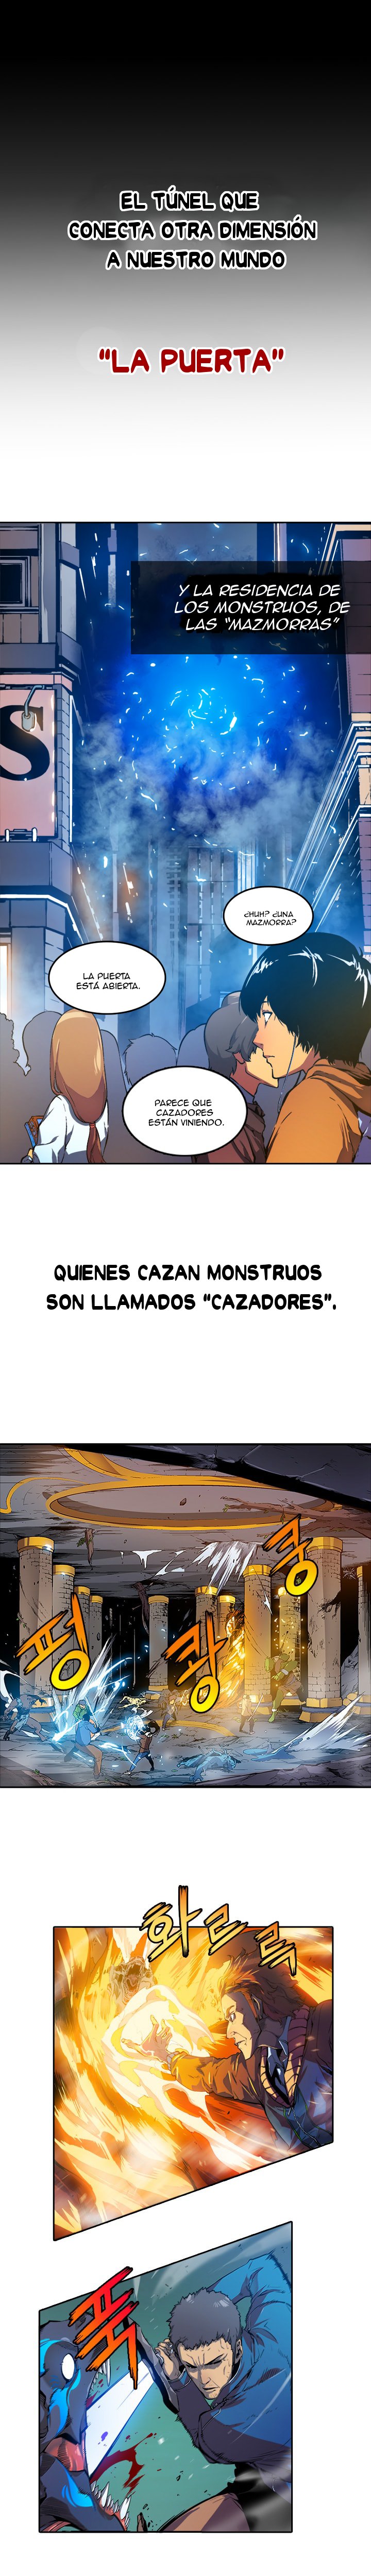 EL TÚNEL QUE
CONECTA OTRA DIMENSIÓN
A NUESTRO MUNDO
“LA PUERTA”
Y LA RESIDENCIA DE
LOS MONSTRUOS, DE
LAS “MAZMORRAS”
S
¿HUH? ¿UNA
MAZMORRA?
LA PUERTA
ESTÁ ABIERTA.
PARECE QUE
CAZADORES
ESTÁN VINIENDO.
QUIENES CAZAN MONSTRUOS
SON LLAMADOS “CAZADORES”.
쿵
쾅
펑
화르륵
푹